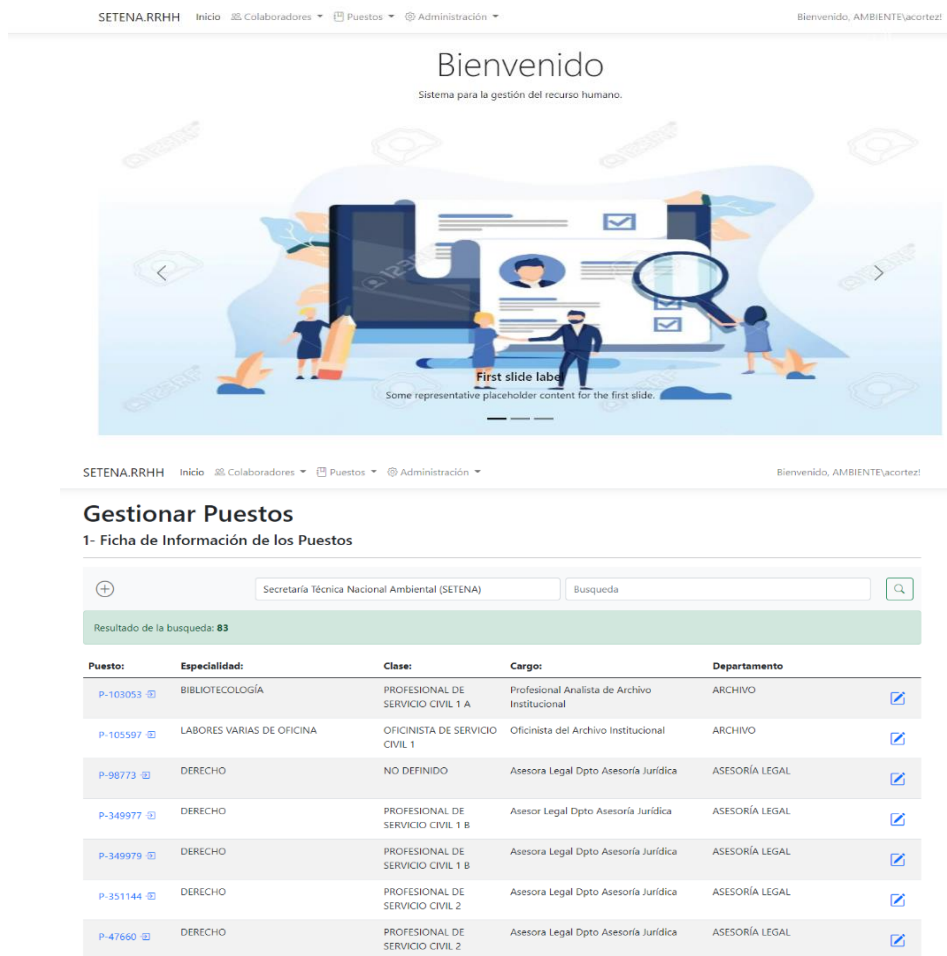 SETENA.RRHH Inicio Colaboradores Puestos Administración Bienvenido, AMBIENTE\acortez!
Bienvenido
Sistema para la gestión del recurso humano.
First slide label
Some representative placeholder content for the first slide.
SETENA.RRHH Inicio Colaboradores Puestos Administración Bienvenido, AMBIENTE\acortez!
Gestionar Puestos
1- Ficha de Información de los Puestos
Secretaría Técnica Nacional Ambiental (SETENA) Busqueda
Resultado de la busqueda: 83
Puesto: Especialidad: Clase: Cargo: Departamento
P-103053 BIBLIOTECOLOGÍA PROFESIONAL DE Profesional Analista de Archivo ARCHIVO
SERVICIO CIVIL 1 A Institucional
P-105597 LABORES VARIAS DE OFICINA OFICINISTA DE SERVICIO Oficinista del Archivo Institucional ARCHIVO
CIVIL 1
P-98773 DERECHO NO DEFINIDO Asesora Legal Dpto Asesoría Jurídica ASESORÍA LEGAL
P-349977 DERECHO PROFESIONAL DE Asesor Legal Dpto Asesoría Jurídica ASESORÍA LEGAL
SERVICIO CIVIL 1 B
P-349979 DERECHO PROFESIONAL DE Asesora Legal Dpto Asesoría Jurídica ASESORÍA LEGAL
SERVICIO CIVIL 1 B
P-351144 DERECHO PROFESIONAL DE Asesora Legal Dpto Asesoría Jurídica ASESORÍA LEGAL
SERVICIO CIVIL 2
P-47660 DERECHO PROFESIONAL DE Asesora Legal Dpto Asesoría Jurídica ASESORÍA LEGAL
SERVICIO CIVIL 2